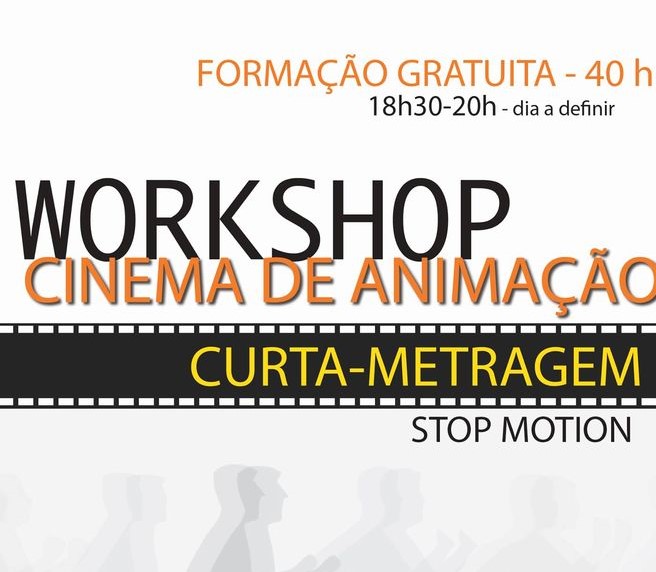 FORMAÇÃO GRATUITA - 40 h
18h30-20h - dia a definir
WORKSHOP
CINEMA DE ANIMAÇÃO
CURTA-METRAGEM
STOP MOTION